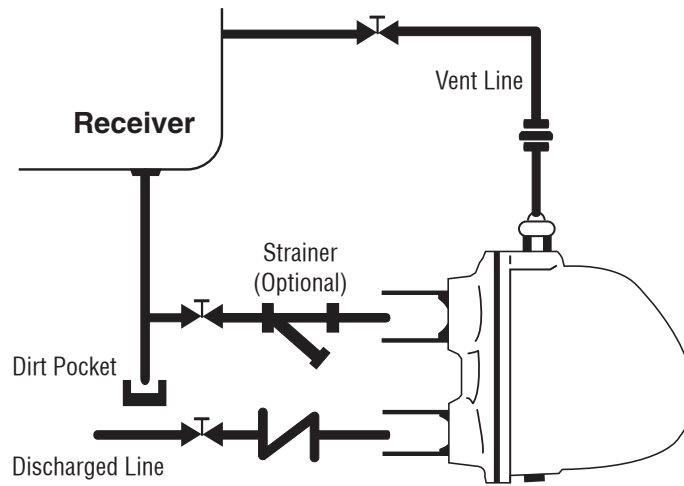 Vent Line
Receiver
Strainer
(Optional)
Dirt Pocket
Discharged Line